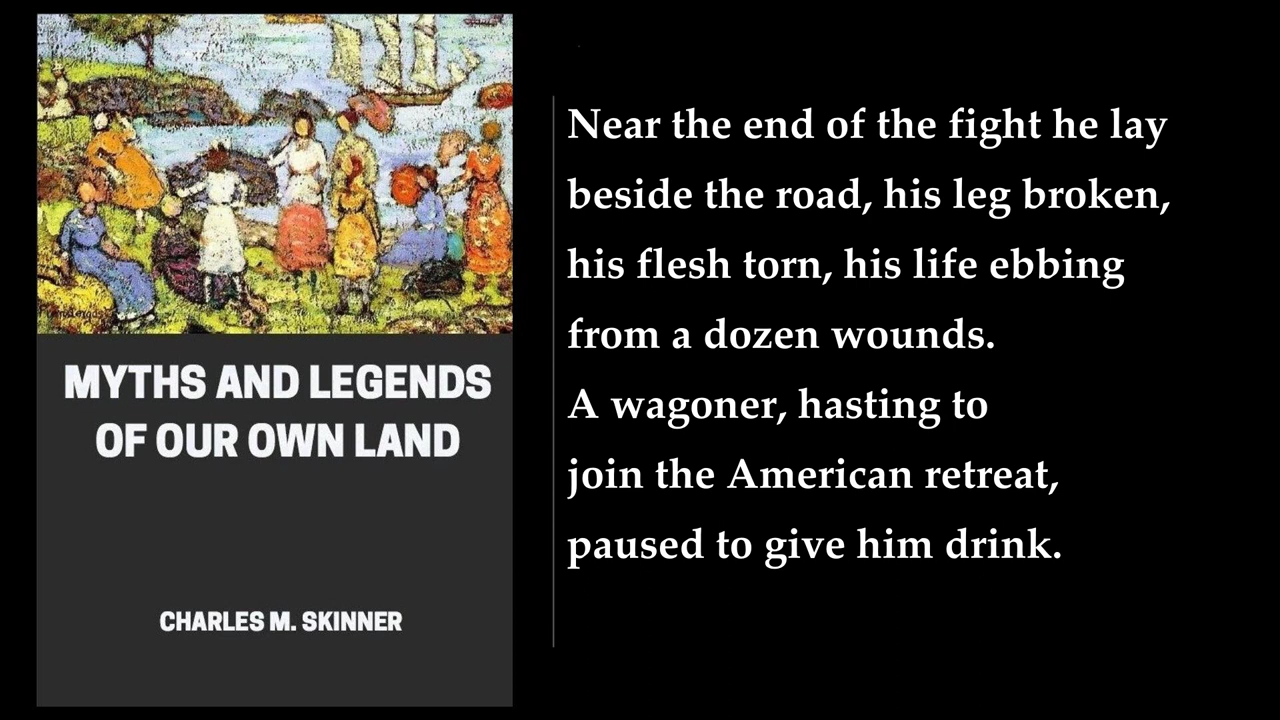 MYTHS AND LEGENDS
OF OUR OWN LAND
CHARLES M. SKINNER
Near the end of the fight he lay
beside the road, his leg broken,
his flesh torn, his life ebbing
from a dozen wounds.
A wagoner, hasting to
join the American retreat,
paused to give him drink.